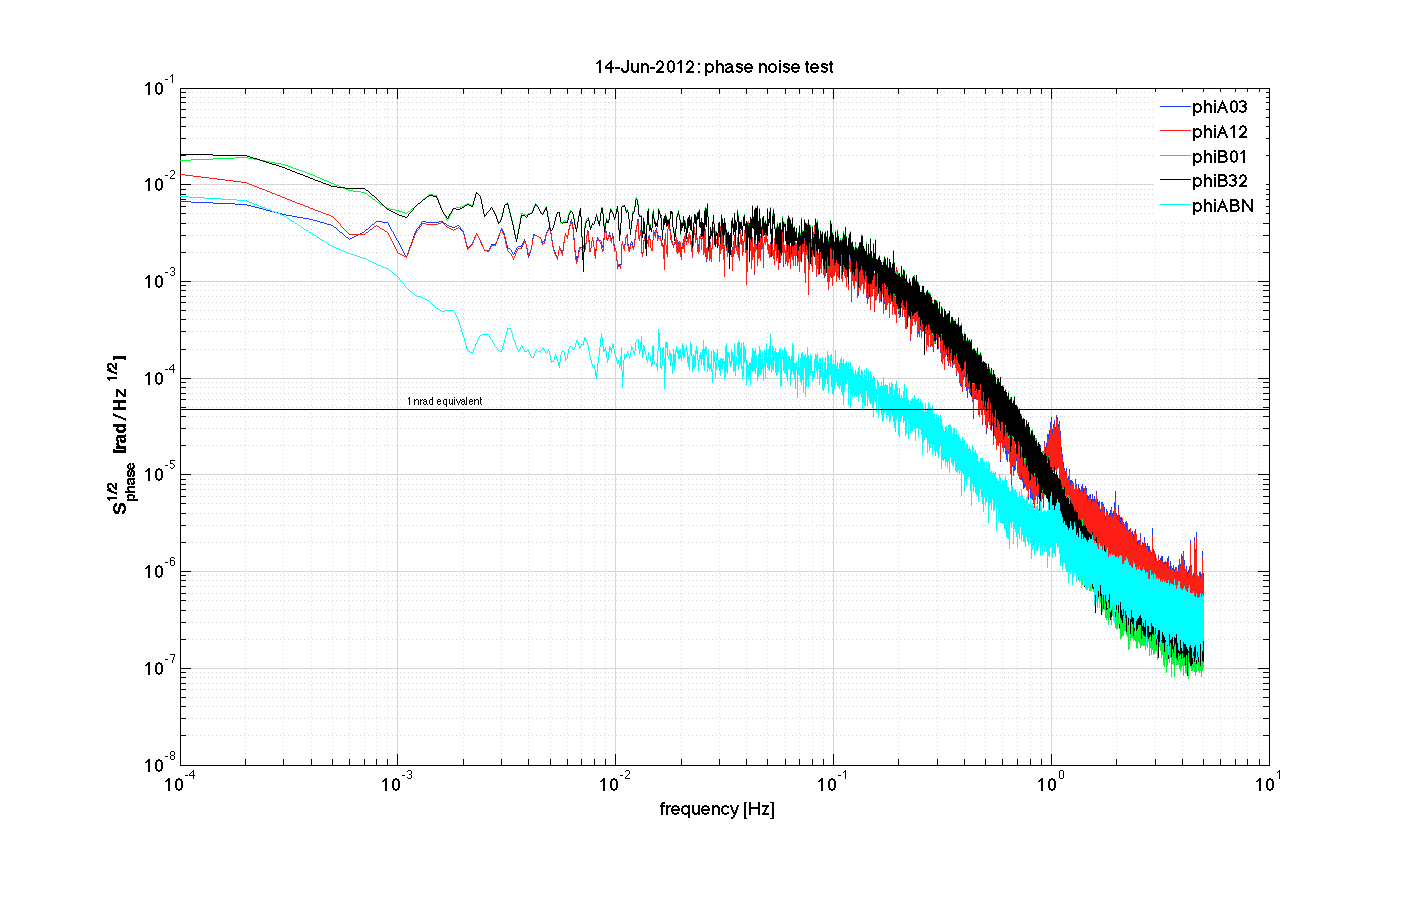 14-Jun-2012: phase noise test
phiA03
phiA12
phiB01
phiB32
phiABN
10^-1
10^-2
10^-3
10^-4
10^-5
10^-6
10^-7
10^-8
1 nrad equivalent
S^1/2_phase [rad / Hz^1/2]
10^-4 10^-3 10^-2 10^-1 10^0 10^1
frequency [Hz]